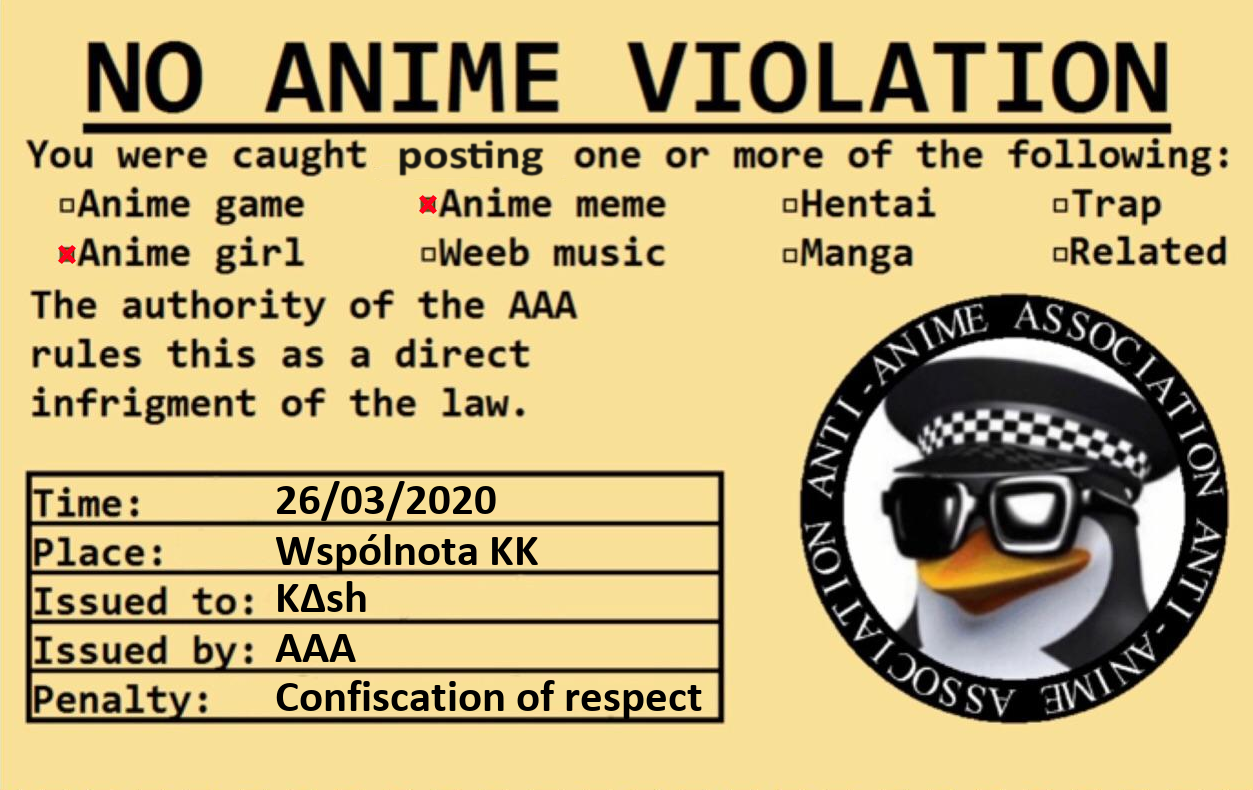 NO ANIME VIOLATION
You were caught posting one or more of the following:
▫Anime game ▫Anime meme ▫Hentai ▫Trap
▫Anime girl ▫Weeb music ▫Manga ▫Related
The authority of the AAA
rules this as a direct
infrigment of the law.
Time: 26/03/2020
Place: Wspólnota KK
Issued to: KΔsh
Issued by: AAA
Penalty: Confiscation of respect
ANTI-ANIME ASSOCIATION ANTI-ANIME ASSOCIATION